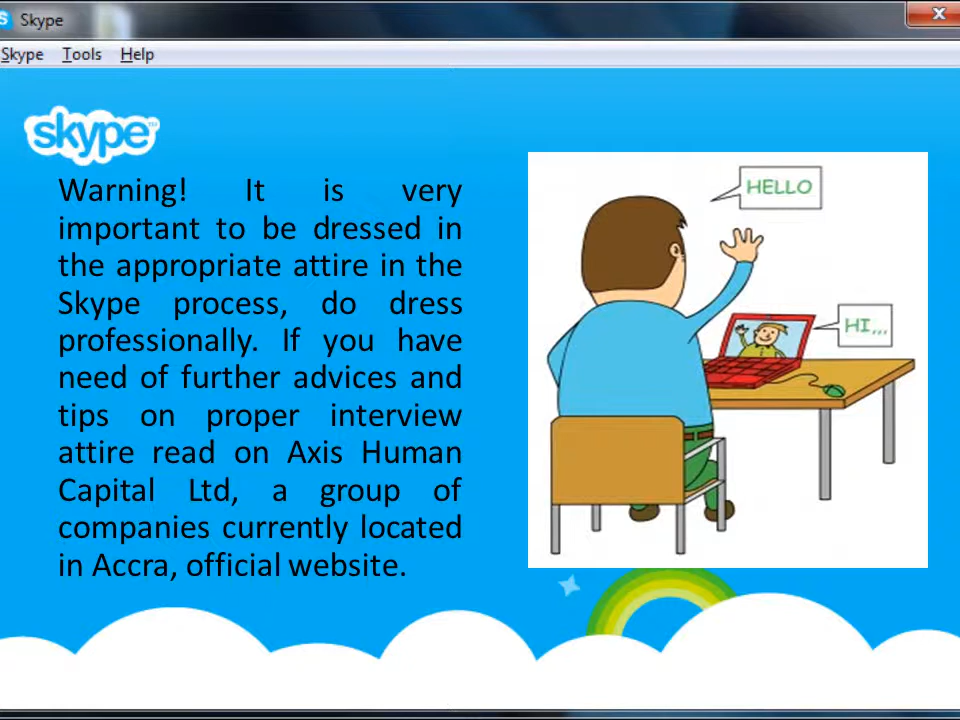 Skype
Skype Tools Help
skype™
Warning! It is very
important to be dressed in
the appropriate attire in the
Skype process, do dress
professionally. If you have
need of further advices and
tips on proper interview
attire read on Axis Human
Capital Ltd, a group of
companies currently located
in Accra, official website.
HELLO
HI,,,